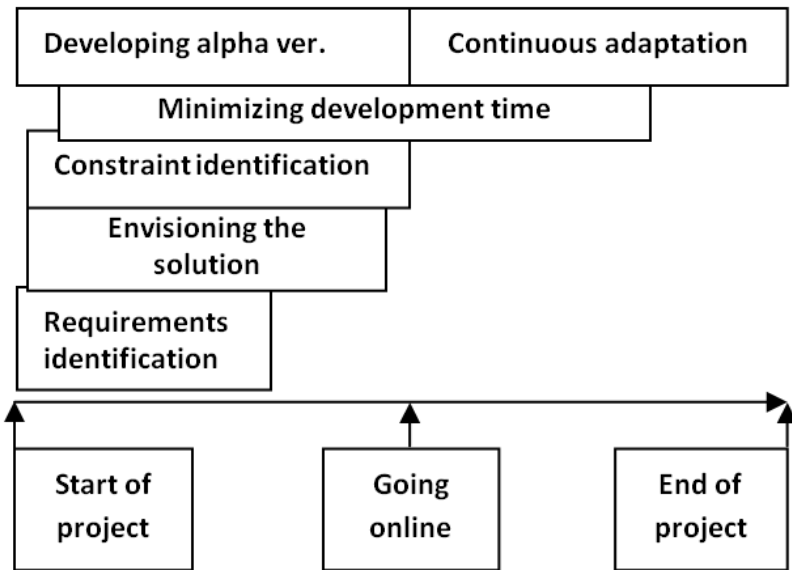 Developing alpha ver.
Continuous adaptation
Minimizing development time
Constraint identification
Envisioning the
solution
Requirements
identification
Start of
project
Going
online
End of
project